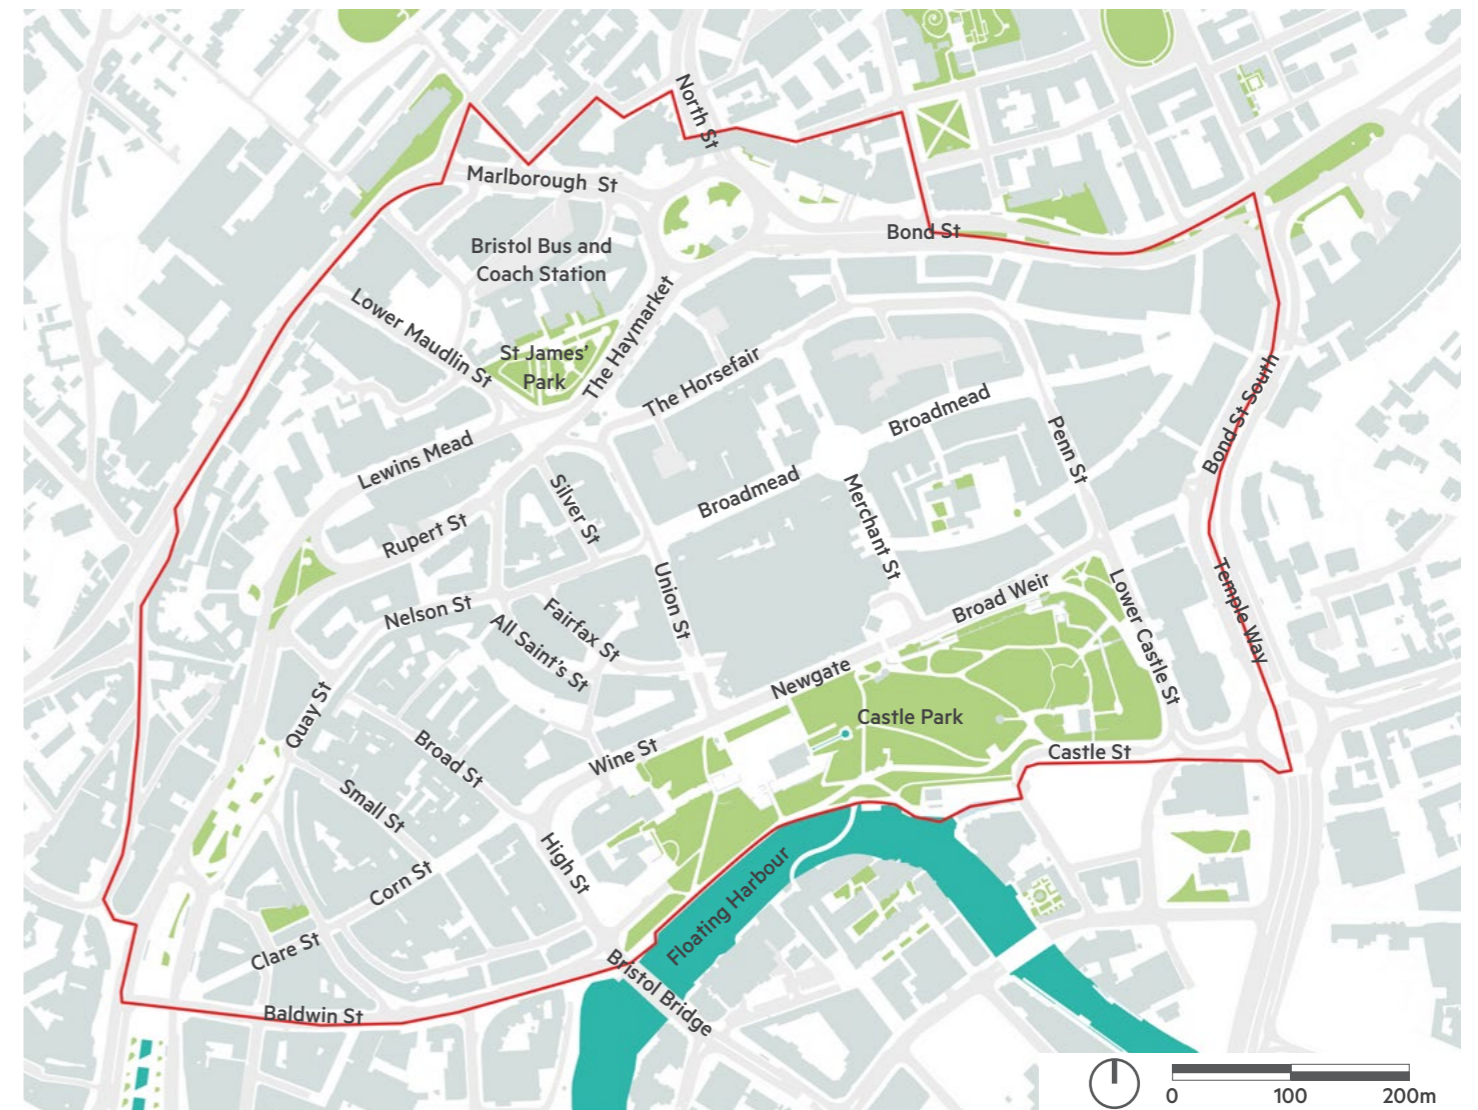 North St
Marlborough St
Bond St
Bristol Bus and
Coach Station
Lower Maudlin St
St James'
Park
The Haymarket
The Horsefair
Broadmead
Bond St South
Penn St
Lewins Mead
Silver St
Broadmead
Merchant St
Rupert St
Union St
Temple Way
Nelson St
Fairfax St
All Saint's St
Broad Weir
Lower Castle St
Newgate
Castle Park
Quay St
Broad St
Wine St
Castle St
Small St
High St
Corn St
Floating Harbour
Clare St
Bristol Bridge
Baldwin St
0 100 200m